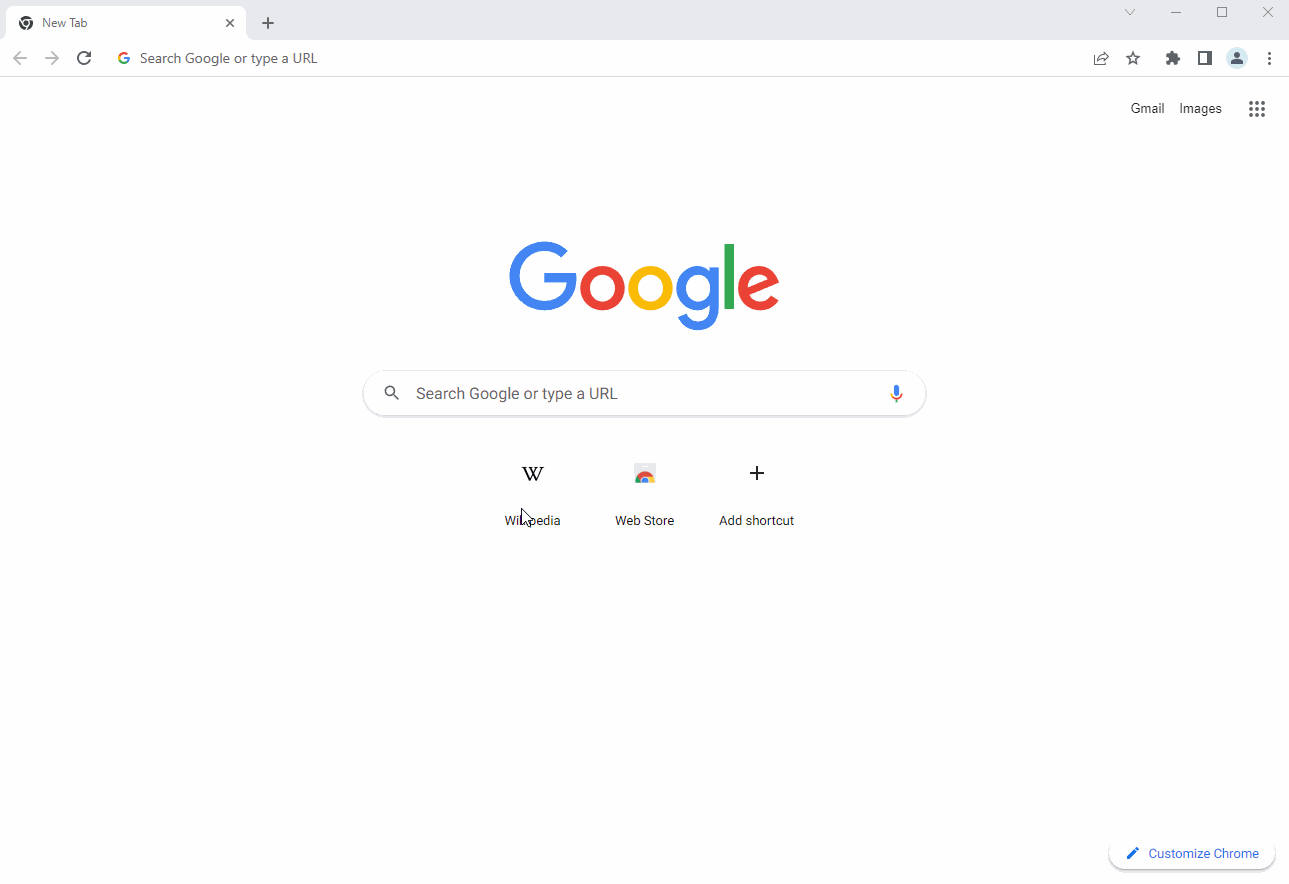 New Tab
Search Google or type a URL
Gmail Images
Google
Search Google or type a URL
W
Wikipedia Web Store Add shortcut
Customize Chrome